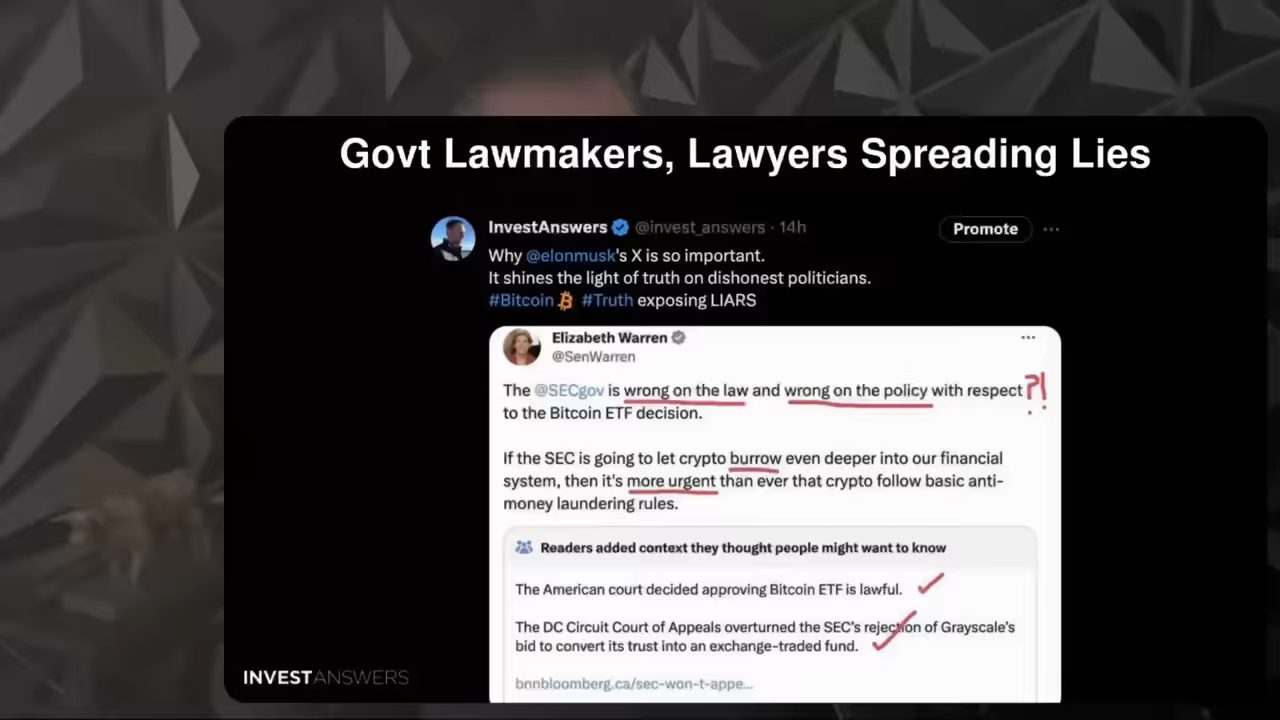 Govt Lawmakers, Lawyers Spreading Lies
InvestAnswers @invest_answers · 14h
Promote
Why @elonmusk's X is so important.
It shines the light of truth on dishonest politicians.
#Bitcoin #Truth exposing LIARS
Elizabeth Warren
@SenWarren
The @SECgov is wrong on the law and wrong on the policy with respect ?!
to the Bitcoin ETF decision.
If the SEC is going to let crypto burrow even deeper into our financial
system, then it's more urgent than ever that crypto follow basic anti-
money laundering rules.
Readers added context they thought people might want to know
The American court decided approving Bitcoin ETF is lawful.
The DC Circuit Court of Appeals overturned the SEC's rejection of Grayscale's
bid to convert its trust into an exchange-traded fund.
bnnbloomberg.ca/sec-won-t-appe...
INVESTANSWERS